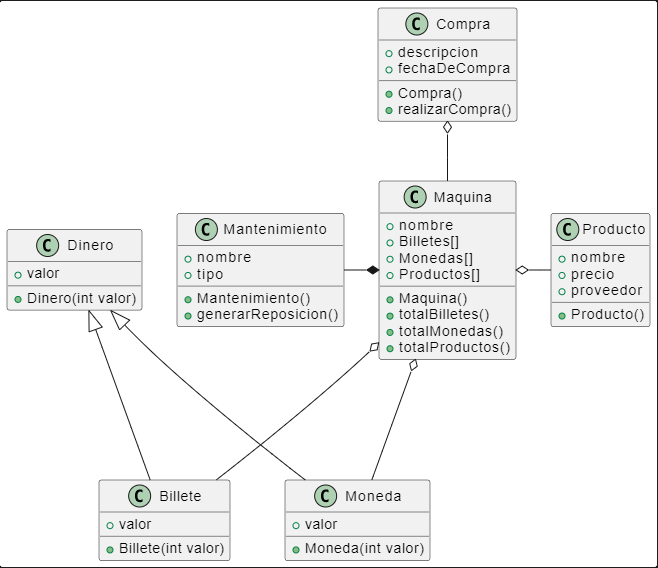 C Compra
descripcion
fechaDeCompra
Compra()
realizarCompra()
C Maquina
nombre
Billetes[]
Monedas[]
Productos[]
Maquina()
totalBilletes()
totalMonedas()
totalProductos()
C Mantenimiento
nombre
tipo
Mantenimiento()
generarReposicion()
C Producto
nombre
precio
proveedor
Producto()
C Dinero
valor
Dinero(int valor)
C Billete
valor
Billete(int valor)
C Moneda
valor
Moneda(int valor)